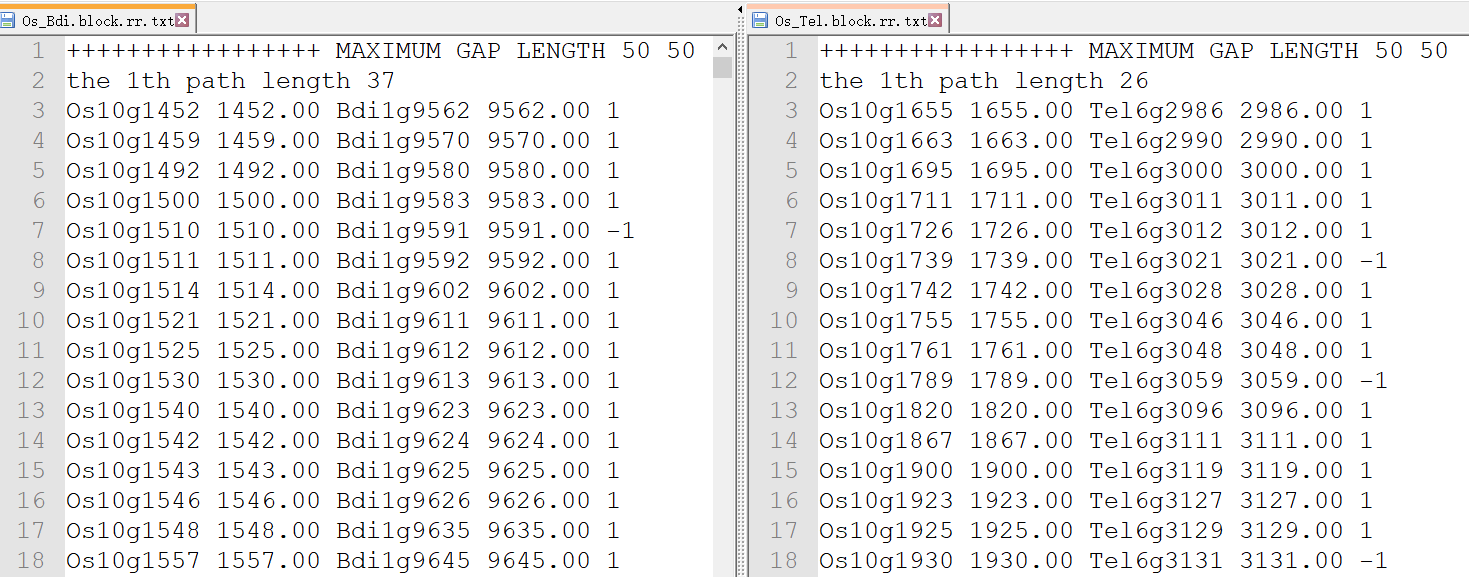 Os_Bdi.block.rr.txt
1 +++++++++++++++++ MAXIMUM GAP LENGTH 50 50
2 the 1th path length 37
3 Os10g1452 1452.00 Bdi1g9562 9562.00 1
4 Os10g1459 1459.00 Bdi1g9570 9570.00 1
5 Os10g1492 1492.00 Bdi1g9580 9580.00 1
6 Os10g1500 1500.00 Bdi1g9583 9583.00 1
7 Os10g1510 1510.00 Bdi1g9591 9591.00 -1
8 Os10g1511 1511.00 Bdi1g9592 9592.00 1
9 Os10g1514 1514.00 Bdi1g9602 9602.00 1
10 Os10g1521 1521.00 Bdi1g9611 9611.00 1
11 Os10g1525 1525.00 Bdi1g9612 9612.00 1
12 Os10g1530 1530.00 Bdi1g9613 9613.00 1
13 Os10g1540 1540.00 Bdi1g9623 9623.00 1
14 Os10g1542 1542.00 Bdi1g9624 9624.00 1
15 Os10g1543 1543.00 Bdi1g9625 9625.00 1
16 Os10g1546 1546.00 Bdi1g9626 9626.00 1
17 Os10g1548 1548.00 Bdi1g9635 9635.00 1
18 Os10g1557 1557.00 Bdi1g9645 9645.00 1
Os_Tel.block.rr.txt
1 +++++++++++++++++ MAXIMUM GAP LENGTH 50 50
2 the 1th path length 26
3 Os10g1655 1655.00 Tel6g2986 2986.00 1
4 Os10g1663 1663.00 Tel6g2990 2990.00 1
5 Os10g1695 1695.00 Tel6g3000 3000.00 1
6 Os10g1711 1711.00 Tel6g3011 3011.00 1
7 Os10g1726 1726.00 Tel6g3012 3012.00 1
8 Os10g1739 1739.00 Tel6g3021 3021.00 -1
9 Os10g1742 1742.00 Tel6g3028 3028.00 1
10 Os10g1755 1755.00 Tel6g3046 3046.00 1
11 Os10g1761 1761.00 Tel6g3048 3048.00 1
12 Os10g1789 1789.00 Tel6g3059 3059.00 -1
13 Os10g1820 1820.00 Tel6g3096 3096.00 1
14 Os10g1867 1867.00 Tel6g3111 3111.00 1
15 Os10g1900 1900.00 Tel6g3119 3119.00 1
16 Os10g1923 1923.00 Tel6g3127 3127.00 1
17 Os10g1925 1925.00 Tel6g3129 3129.00 1
18 Os10g1930 1930.00 Tel6g3131 3131.00 -1